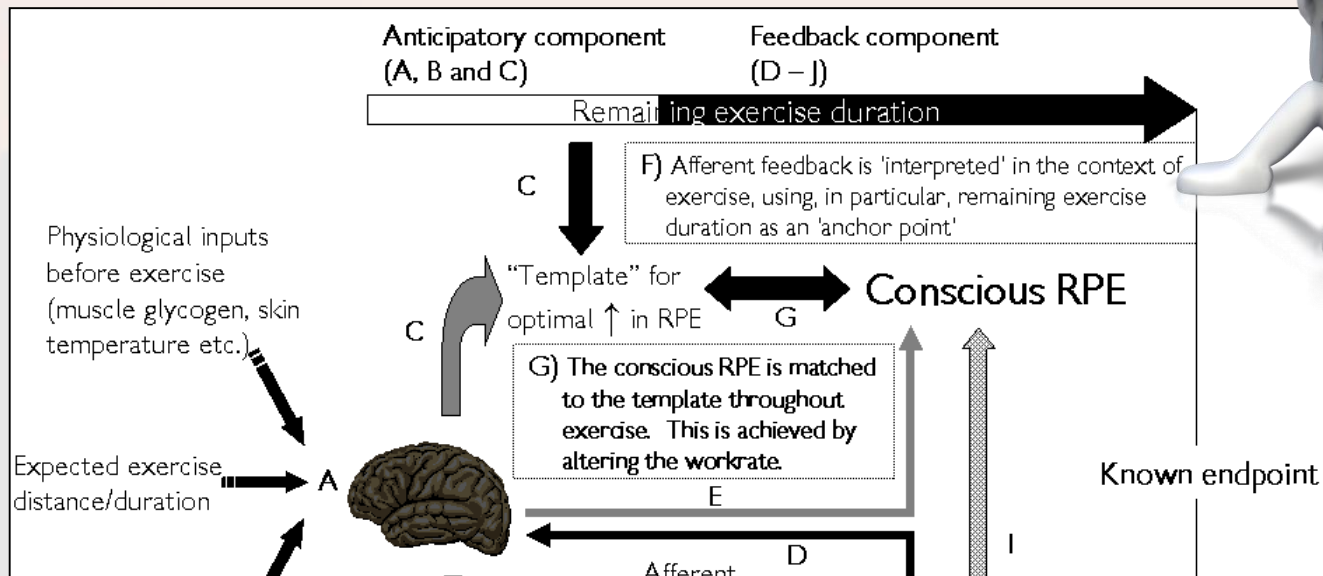 Anticipatory component
(A, B and C)
Feedback component
(D – J)
Remaining exercise duration
C
F) Afferent feedback is 'interpreted' in the context of
exercise, using, in particular, remaining exercise
duration as an 'anchor point'
Physiological inputs
before exercise
(muscle glycogen, skin
temperature etc.)
C
"Template" for
optimal ↑ in RPE
G
Conscious RPE
G) The conscious RPE is matched
to the template throughout
exercise. This is achieved by
altering the workrate.
Expected exercise
distance/duration
A
E
Known endpoint
D
I
Afferent